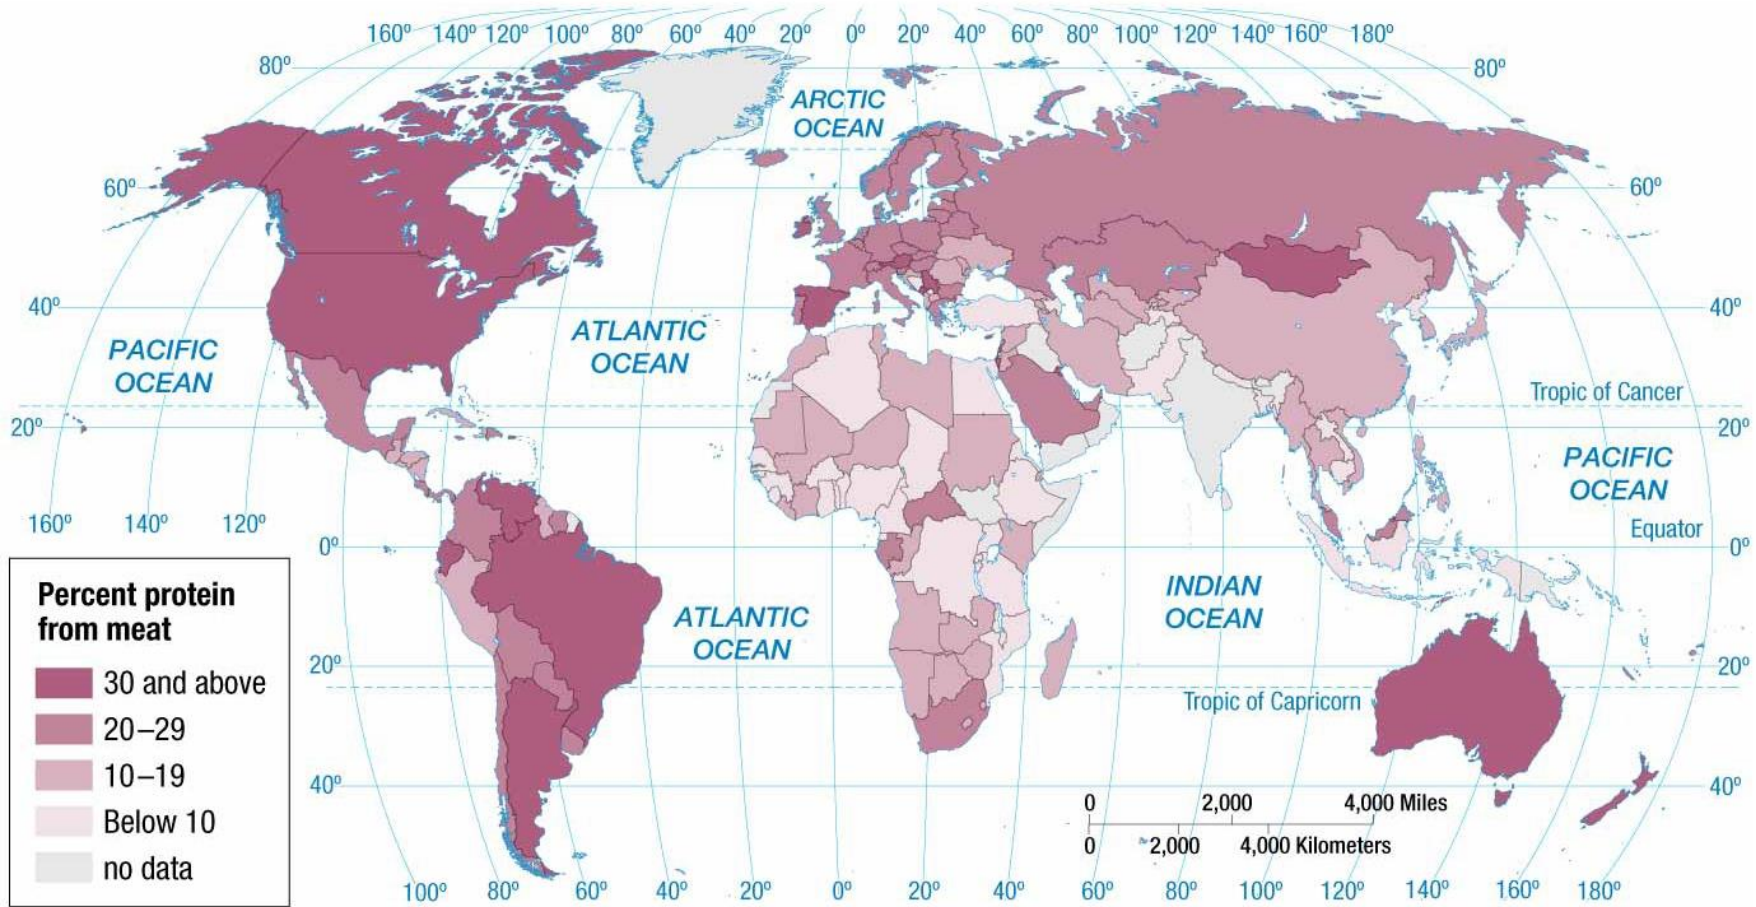 160º 140º 120º 100º 80º 60º 40º 20º 0º 20º 40º 60º 80º 100º 120º 140º 160º 180º
80º 80º
ARCTIC
OCEAN
60º 60º
40º 40º
PACIFIC
OCEAN
ATLANTIC
OCEAN
Tropic of Cancer
20º 20º
PACIFIC
OCEAN
160º 140º 120º
Equator
0º 0º
INDIAN
OCEAN
ATLANTIC
OCEAN
20º 20º
Tropic of Capricorn
40º 40º
0 2,000 4,000 Miles
0 2,000 4,000 Kilometers
100º 80º 60º 40º 20º 0º 20º 40º 60º 80º 100º 120º 140º 160º 180º
Percent protein
from meat
30 and above
20–29
10–19
Below 10
no data